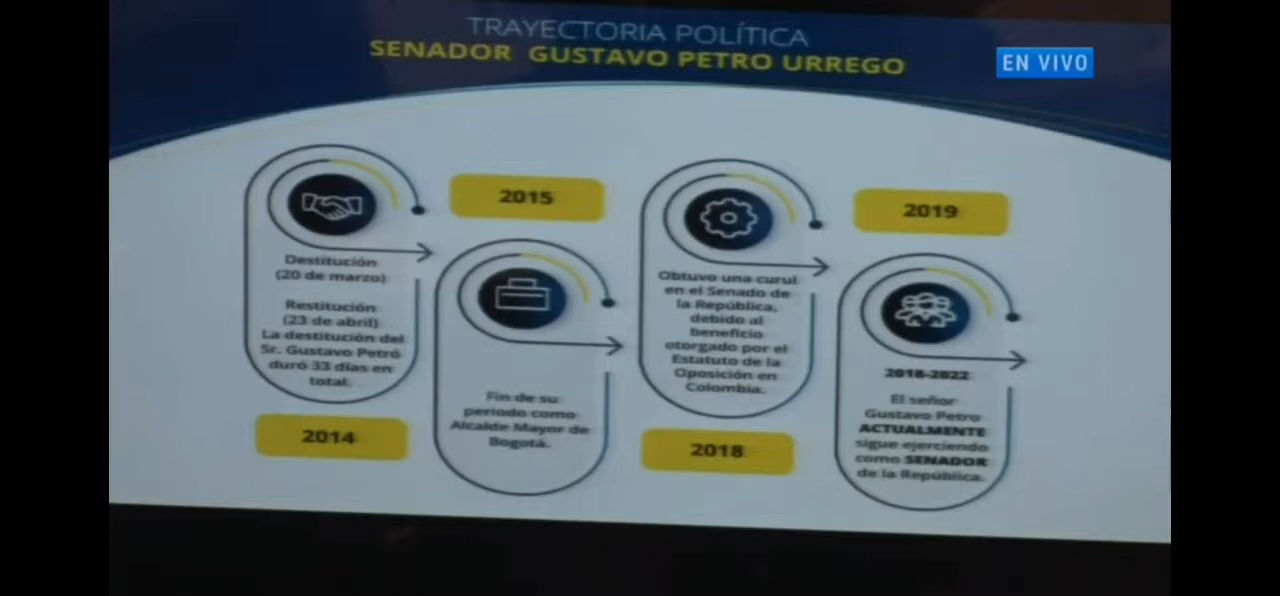 TRAYECTORIA POLÍTICA
SENADOR GUSTAVO PETRO URREGO
EN VIVO
Destitución
(20 de marzo)
Restitución
(23 de abril)
La destitución del
Sr. Gustavo Petró
duró 33 días en
total.
2014
2015
Fin de su
periodo como
Alcalde Mayor de
Bogotá.
Obtuvo una curul
en el Senado de
la República,
debido al
beneficio
otorgado por el
Estatuto de la
Oposición en
Colombia.
2018
2019
2018-2022
El señor
Gustavo Petro
ACTUALMENTE
sigue ejerciendo
como SENADOR
de la República.